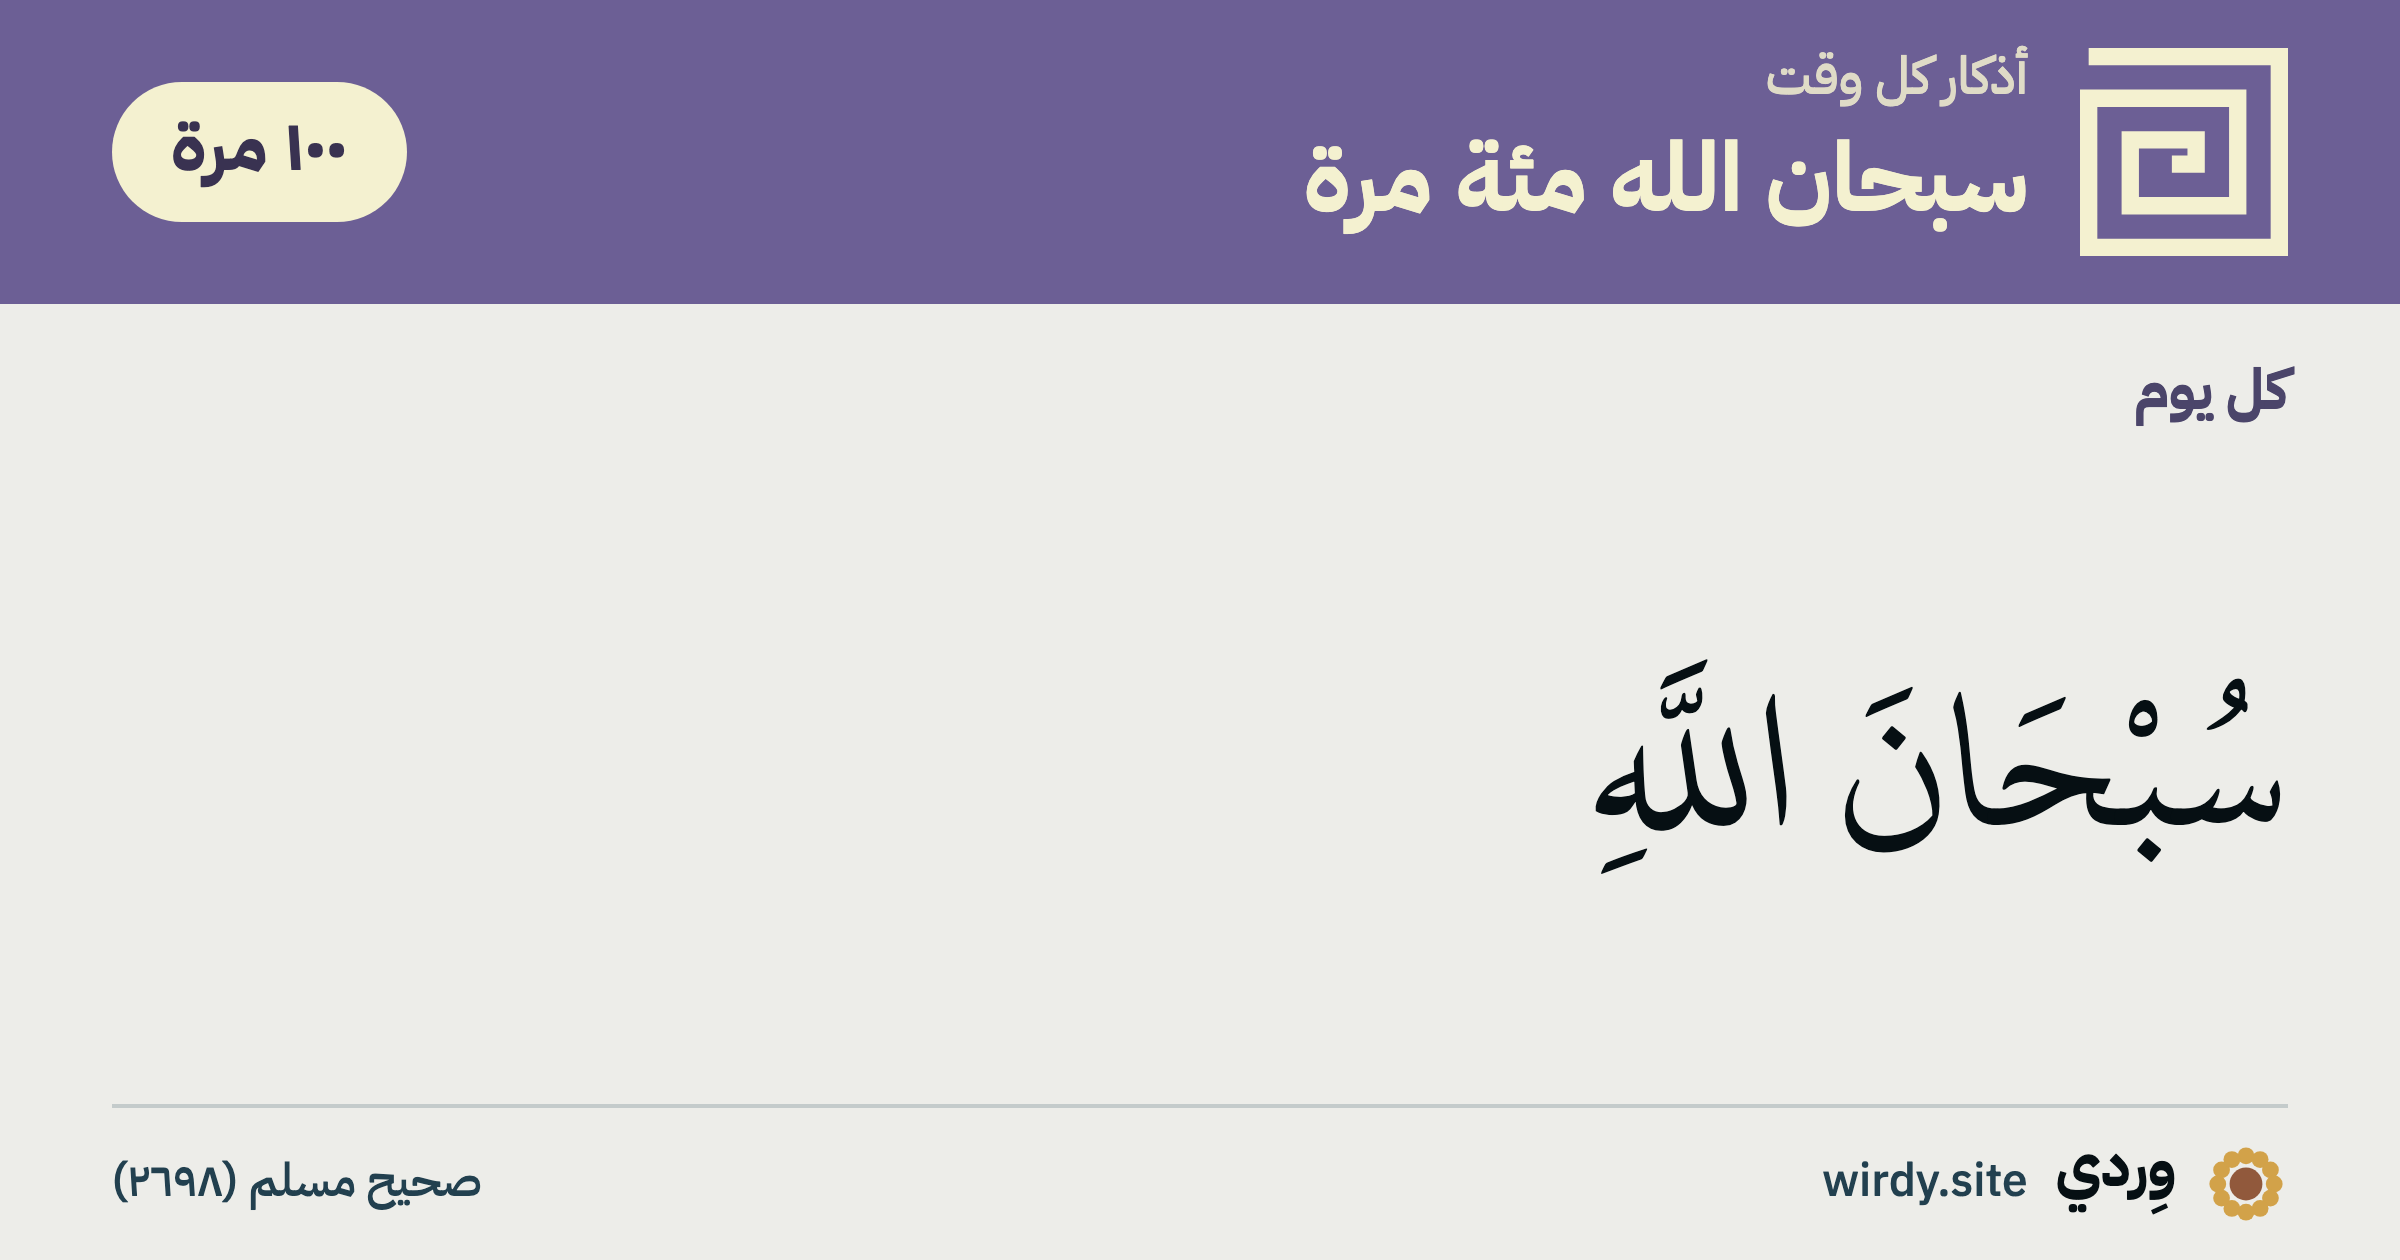 أذكار كل وقت
سبحان الله مئة مرة
١٠٠ مرة
كل يوم
سُبْحَانَ اللَّهِ
وِردي wirdy.site
صحيح مسلم (٢٦٩٨)